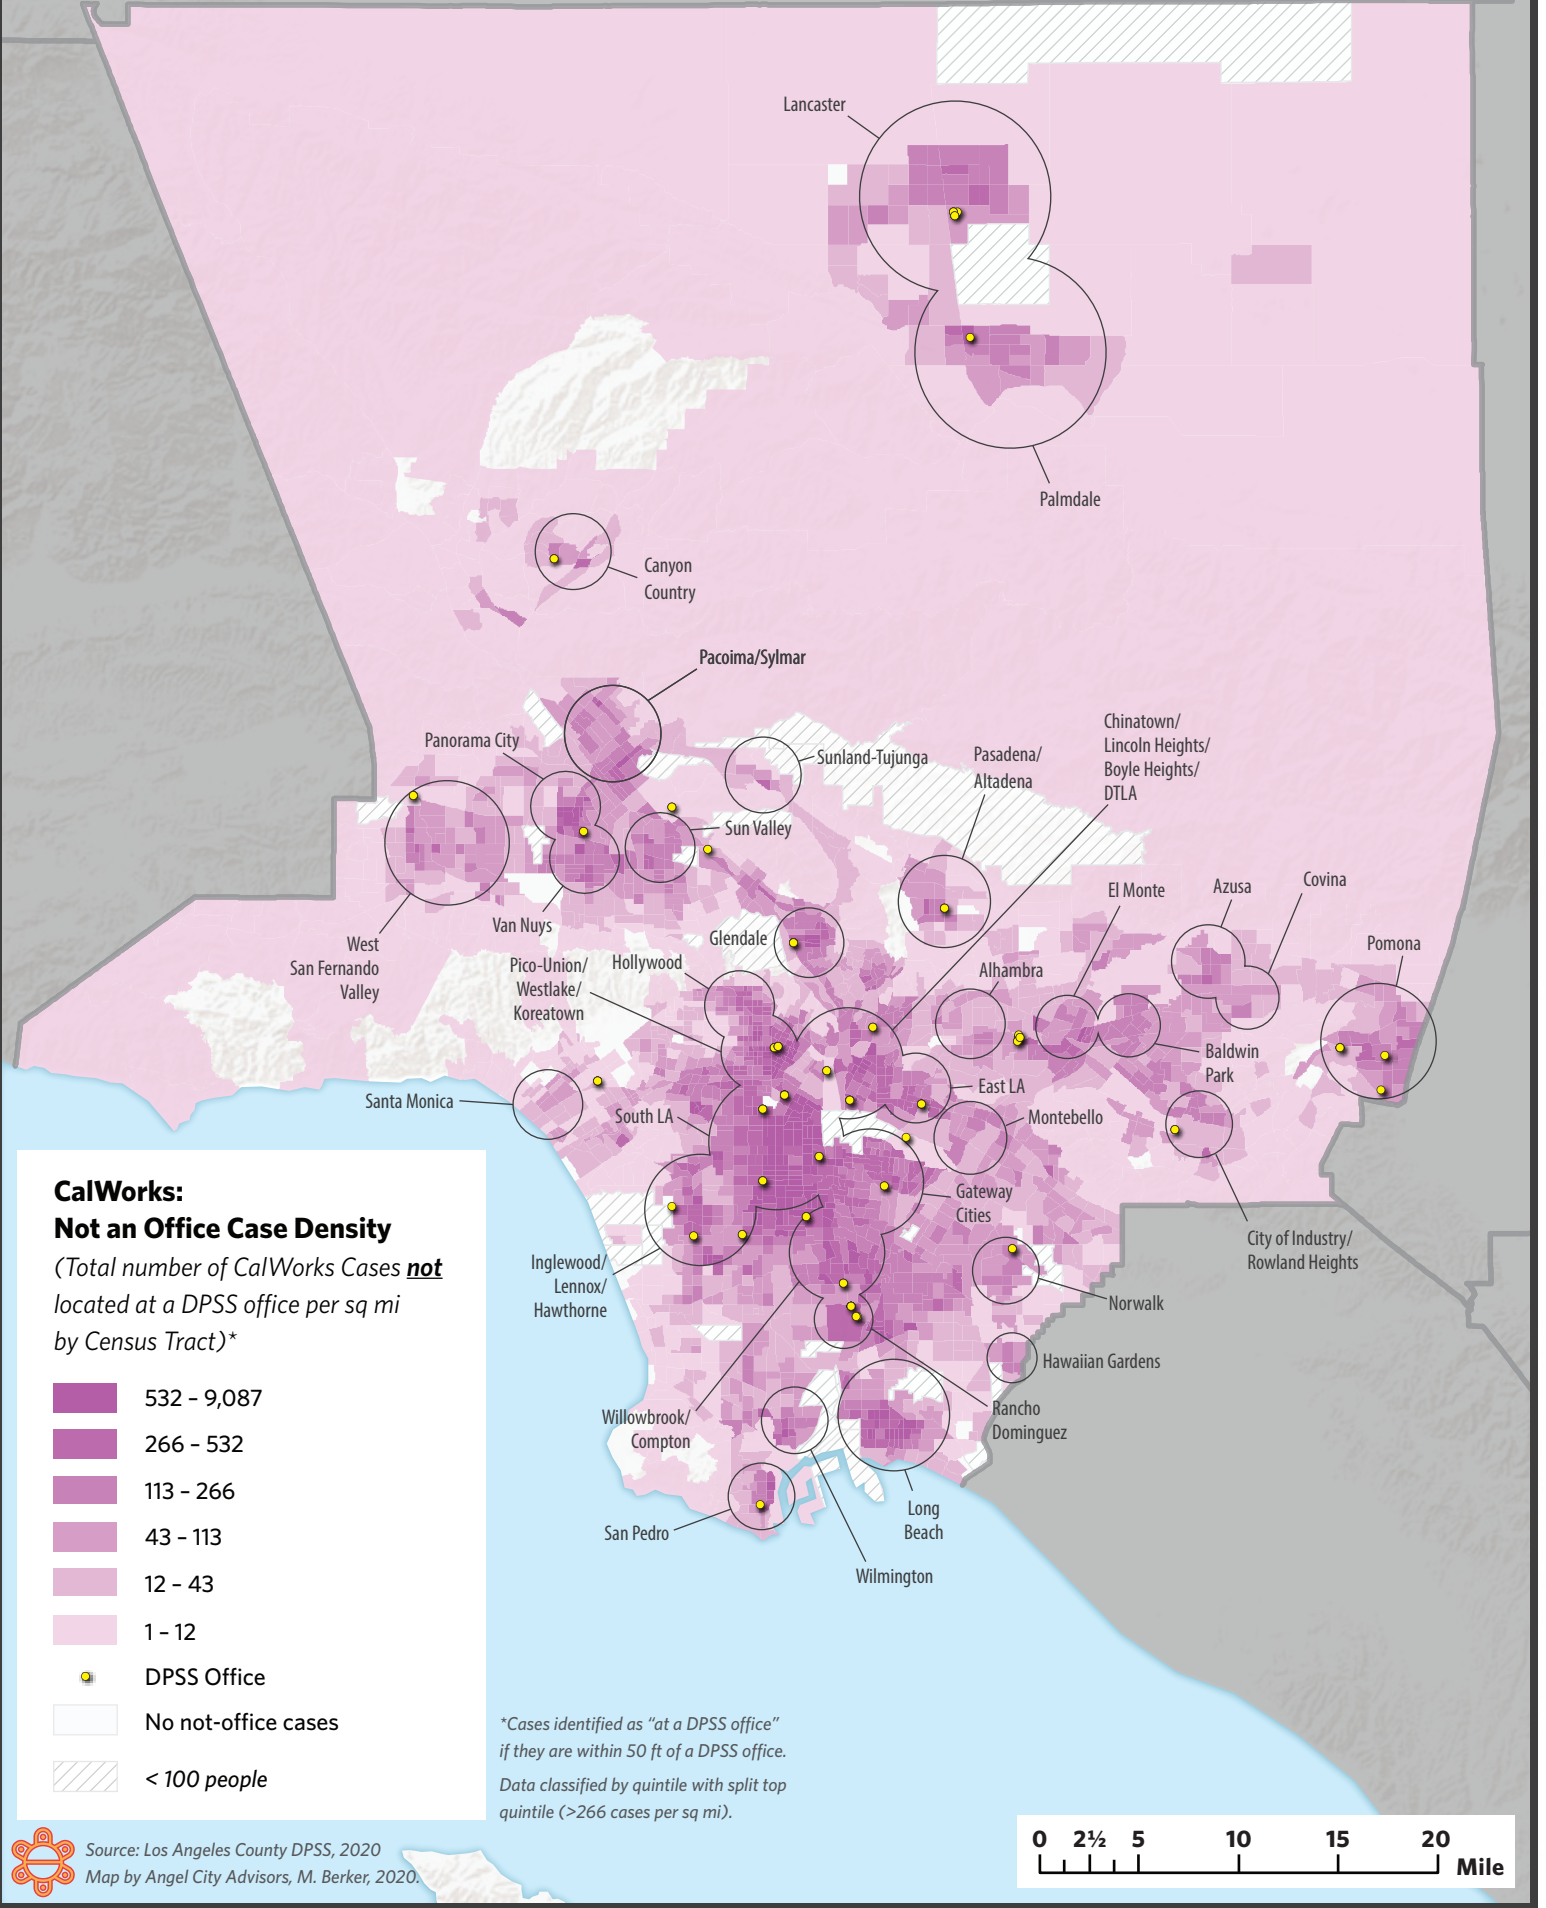 Lancaster
Palmdale
Canyon
Country
Pacoima/Sylmar
Chinatown/
Lincoln Heights/
Boyle Heights/
DTLA
Panorama City
Sunland-Tujunga
Pasadena/
Altadena
Sun Valley
El Monte
Azusa
Covina
Van Nuys
West
San Fernando
Valley
Glendale
Pomona
Hollywood
Pico-Union/
Westlake/
Koreatown
Alhambra
Baldwin
Park
East LA
Santa Monica
South LA
Montebello
Gateway
Cities
City of Industry/
Rowland Heights
Inglewood/
Lennox/
Hawthorne
Norwalk
Hawaiian Gardens
Rancho
Dominguez
Willowbrook/
Compton
Long
Beach
San Pedro
Wilmington
CalWorks:
Not an Office Case Density
(Total number of CalWorks Cases not
located at a DPSS office per sq mi
by Census Tract)*
532 – 9,087
266 – 532
113 – 266
43 – 113
12 – 43
1 – 12
DPSS Office
No not-office cases
< 100 people
*Cases identified as “at a DPSS office”
if they are within 50 ft of a DPSS office.
Data classified by quintile with split top
quintile (>266 cases per sq mi).
Source: Los Angeles County DPSS, 2020
Map by Angel City Advisors, M. Berker, 2020.
0 2½ 5 10 15 20
Mile